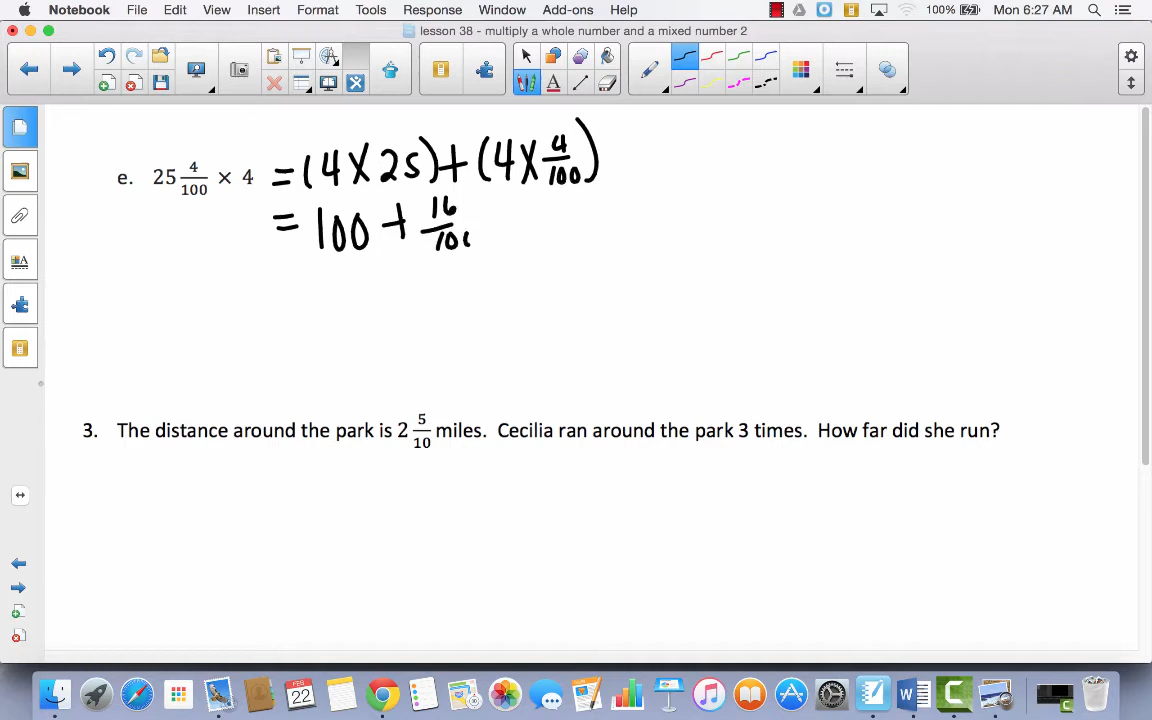 Notebook File Edit View Insert Format Tools Response Window Add-ons Help 100% Mon 6:27 AM
lesson 38 - multiply a whole number and a mixed number 2
e. 25 4/100 × 4 = (4 X 25) + (4 X 4/100)
= 100 + 16/100
3. The distance around the park is 2 5/10 miles. Cecilia ran around the park 3 times. How far did she run?
FEB
22